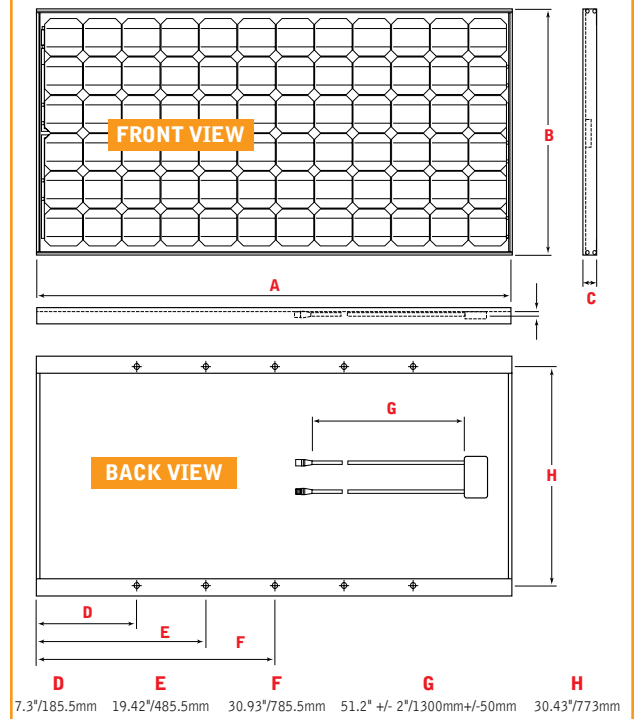 FRONT VIEW
B
A
C
G
BACK VIEW
H
D
E
F
D E F G H
7.3"/185.5mm 19.42"/485.5mm 30.93"/785.5mm 51.2" +/- 2"/1300mm+/-50mm 30.43"/773mm